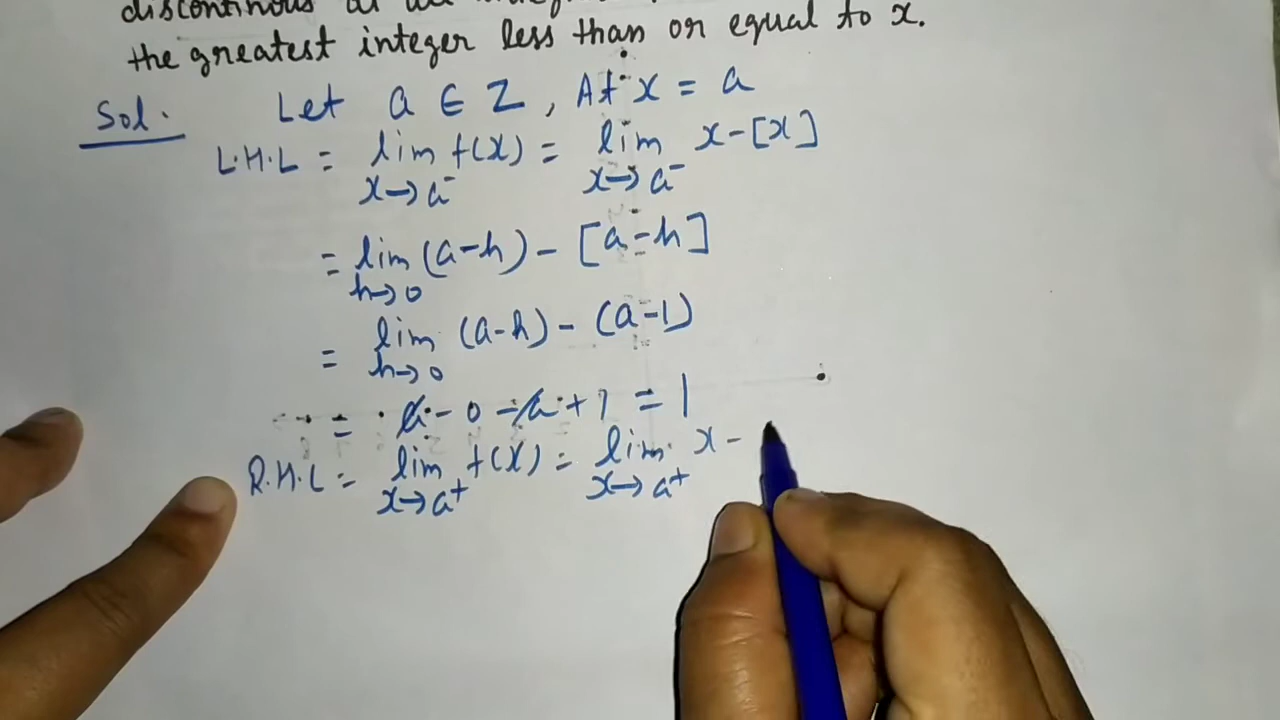 the greatest integer less than or equal to x.
Sol. Let a ∈ Z, At x = a
L.H.L = lim f(x) = lim x-[x]
x→a⁻ x→a⁻
= lim (a-h) - [a-h]
h→0
= lim (a-h) - (a-1)
h→0
= a - 0 - a + 1 = 1
R.H.L = lim f(x) = lim x -
x→a⁺ x→a⁺